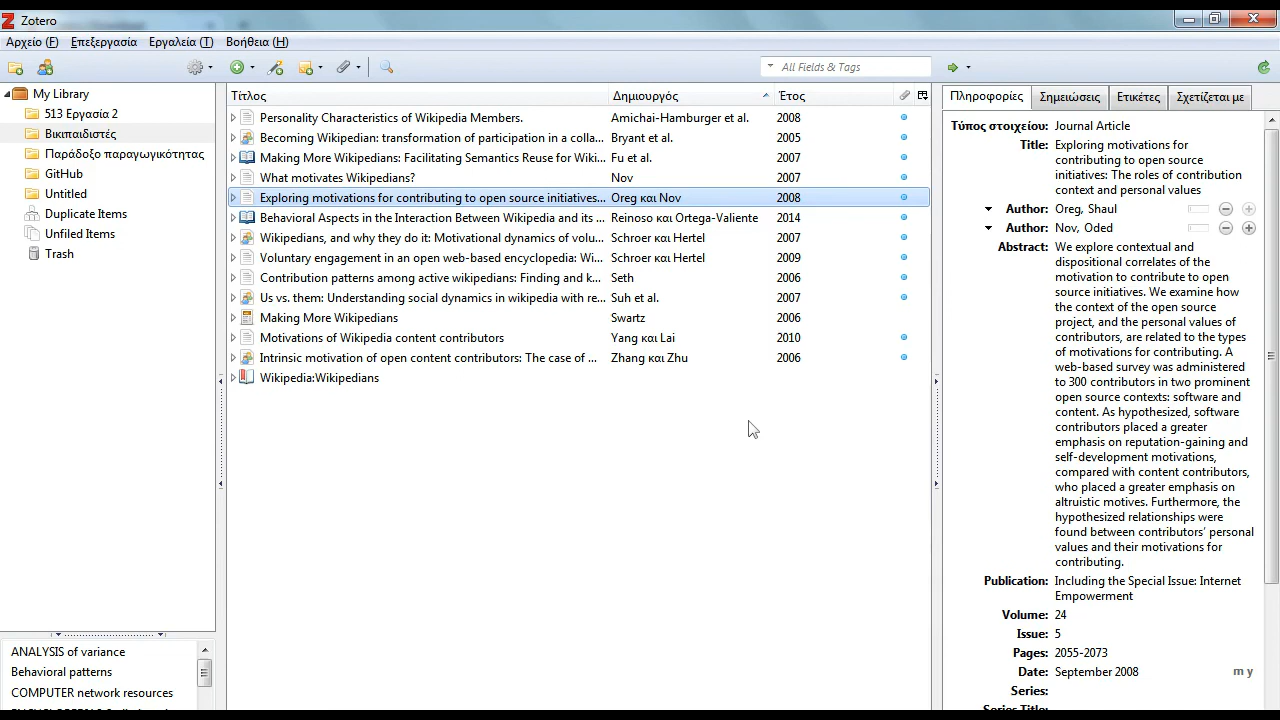 Zotero
Αρχείο (F) Επεξεργασία Εργαλεία (T) Βοήθεια (H)
All Fields & Tags
My Library
513 Εργασία 2
Βικιπαιδιστές
Παράδοξο παραγωγικότητας
GitHub
Untitled
Duplicate Items
Unfiled Items
Trash
ANALYSIS of variance
Behavioral patterns
COMPUTER network resources
Τίτλος Δημιουργός Έτος
Personality Characteristics of Wikipedia Members. Amichai-Hamburger et al. 2008
Becoming Wikipedian: transformation of participation in a colla... Bryant et al. 2005
Making More Wikipedians: Facilitating Semantics Reuse for Wiki... Fu et al. 2007
What motivates Wikipedians? Nov 2007
Exploring motivations for contributing to open source initiatives... Oreg και Nov 2008
Behavioral Aspects in the Interaction Between Wikipedia and its ... Reinoso και Ortega-Valiente 2014
Wikipedians, and why they do it: Motivational dynamics of volu... Schroer και Hertel 2007
Voluntary engagement in an open web-based encyclopedia: Wi... Schroer και Hertel 2009
Contribution patterns among active wikipedians: Finding and k... Seth 2006
Us vs. them: Understanding social dynamics in wikipedia with re... Suh et al. 2007
Making More Wikipedians Swartz 2006
Motivations of Wikipedia content contributors Yang και Lai 2010
Intrinsic motivation of open content contributors: The case of ... Zhang και Zhu 2006
Wikipedia:Wikipedians
Πληροφορίες Σημειώσεις Ετικέτες Σχετίζεται με
Τύπος στοιχείου: Journal Article
Title: Exploring motivations for
contributing to open source
initiatives: The roles of contribution
context and personal values
Author: Oreg, Shaul
Author: Nov, Oded
Abstract: We explore contextual and
dispositional correlates of the
motivation to contribute to open
source initiatives. We examine how
the context of the open source
project, and the personal values of
contributors, are related to the types
of motivations for contributing. A
web-based survey was administered
to 300 contributors in two prominent
open source contexts: software and
content. As hypothesized, software
contributors placed a greater
emphasis on reputation-gaining and
self-development motivations,
compared with content contributors,
who placed a greater emphasis on
altruistic motives. Furthermore, the
hypothesized relationships were
found between contributors' personal
values and their motivations for
contributing.
Publication: Including the Special Issue: Internet
Empowerment
Volume: 24
Issue: 5
Pages: 2055-2073
Date: September 2008 m y
Series:
Series Title: